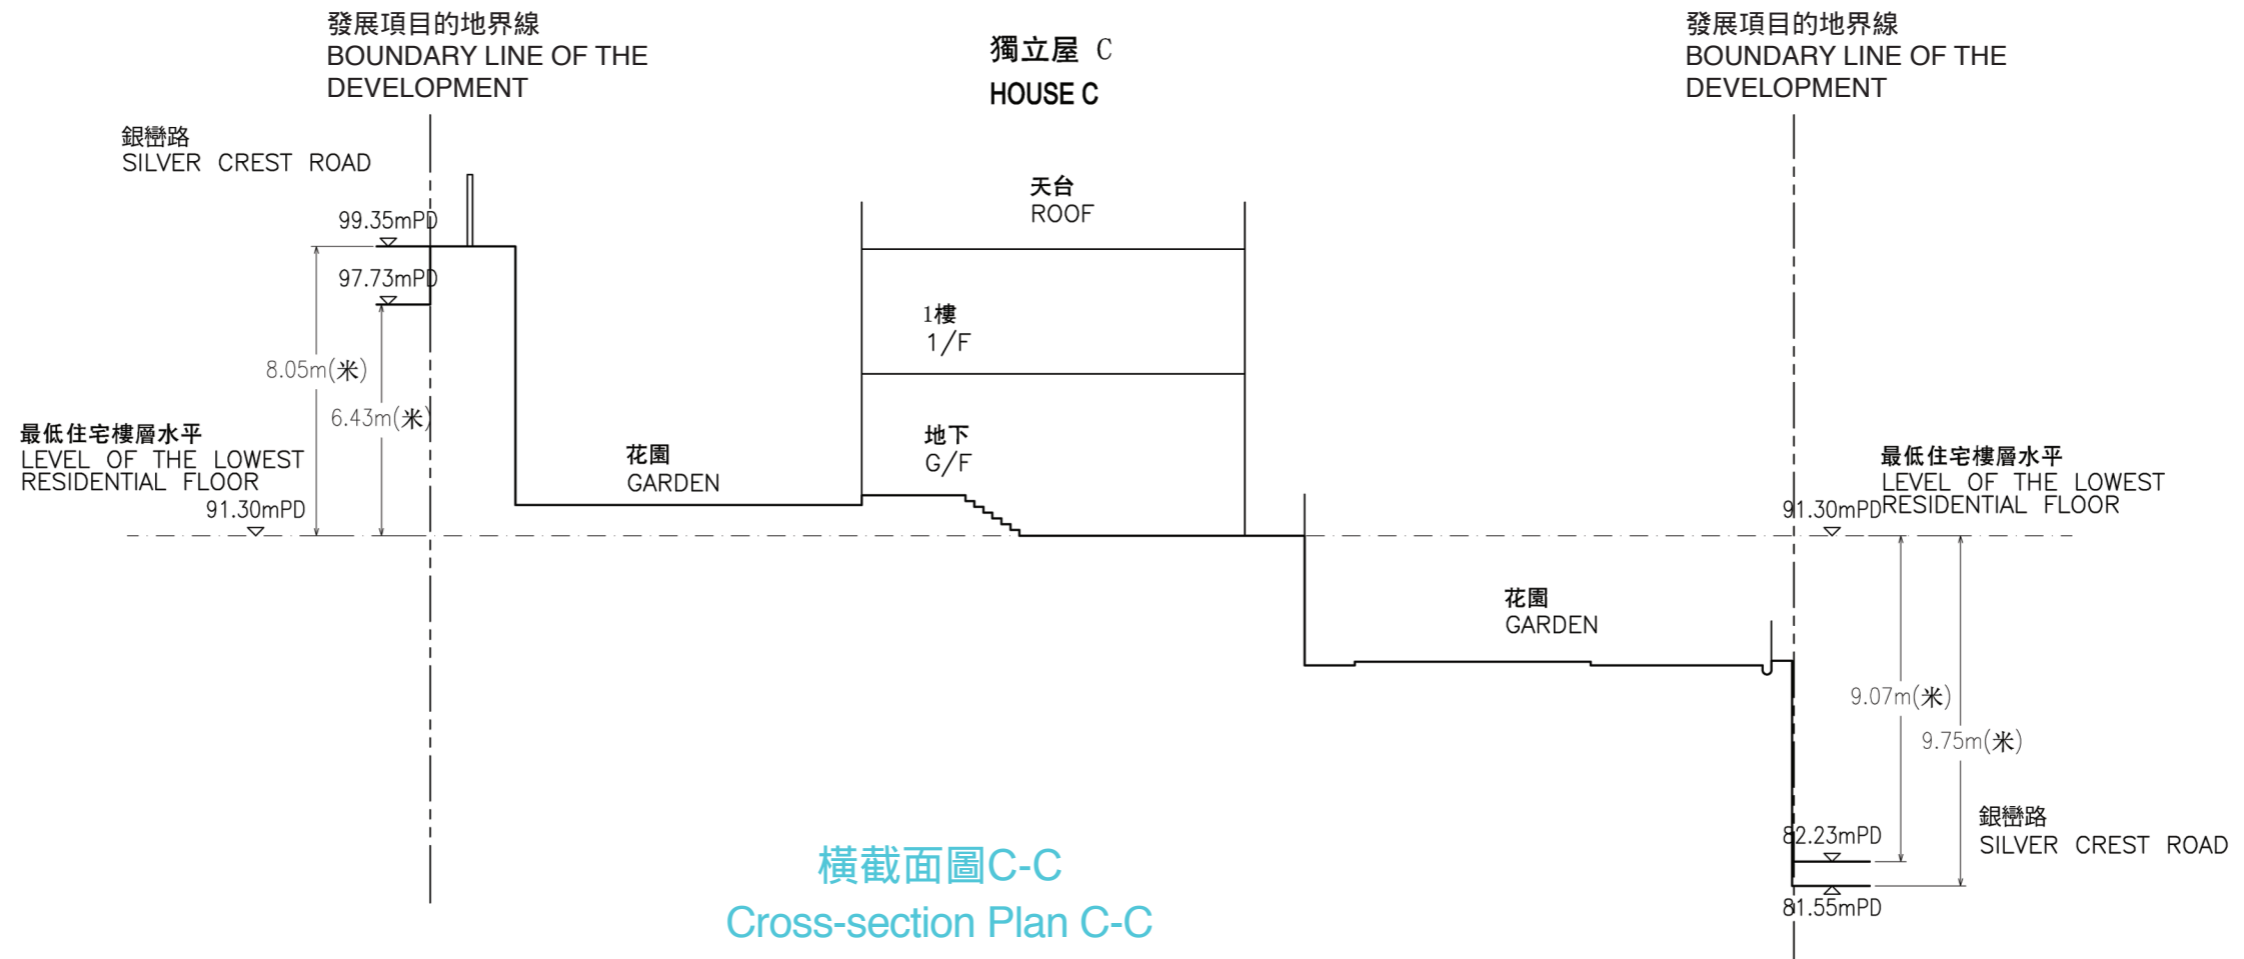 發展項目的地界線
BOUNDARY LINE OF THE
DEVELOPMENT
獨立屋 C
HOUSE C
發展項目的地界線
BOUNDARY LINE OF THE
DEVELOPMENT
銀巒路
SILVER CREST ROAD
天台
ROOF
99.35mPD
97.73mPD
1樓
1/F
8.05m(米)
6.43m(米)
最低住宅樓層水平
LEVEL OF THE LOWEST
RESIDENTIAL FLOOR
91.30mPD
花園
GARDEN
地下
G/F
最低住宅樓層水平
LEVEL OF THE LOWEST
RESIDENTIAL FLOOR
91.30mPD
花園
GARDEN
9.07m(米)
9.75m(米)
銀巒路
SILVER CREST ROAD
82.23mPD
81.55mPD
橫截面圖C-C
Cross-section Plan C-C